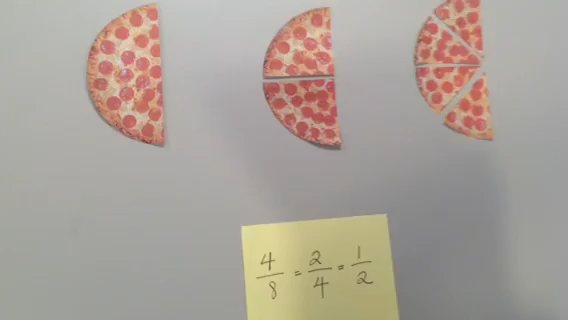 4/8 = 2/4 = 1/2